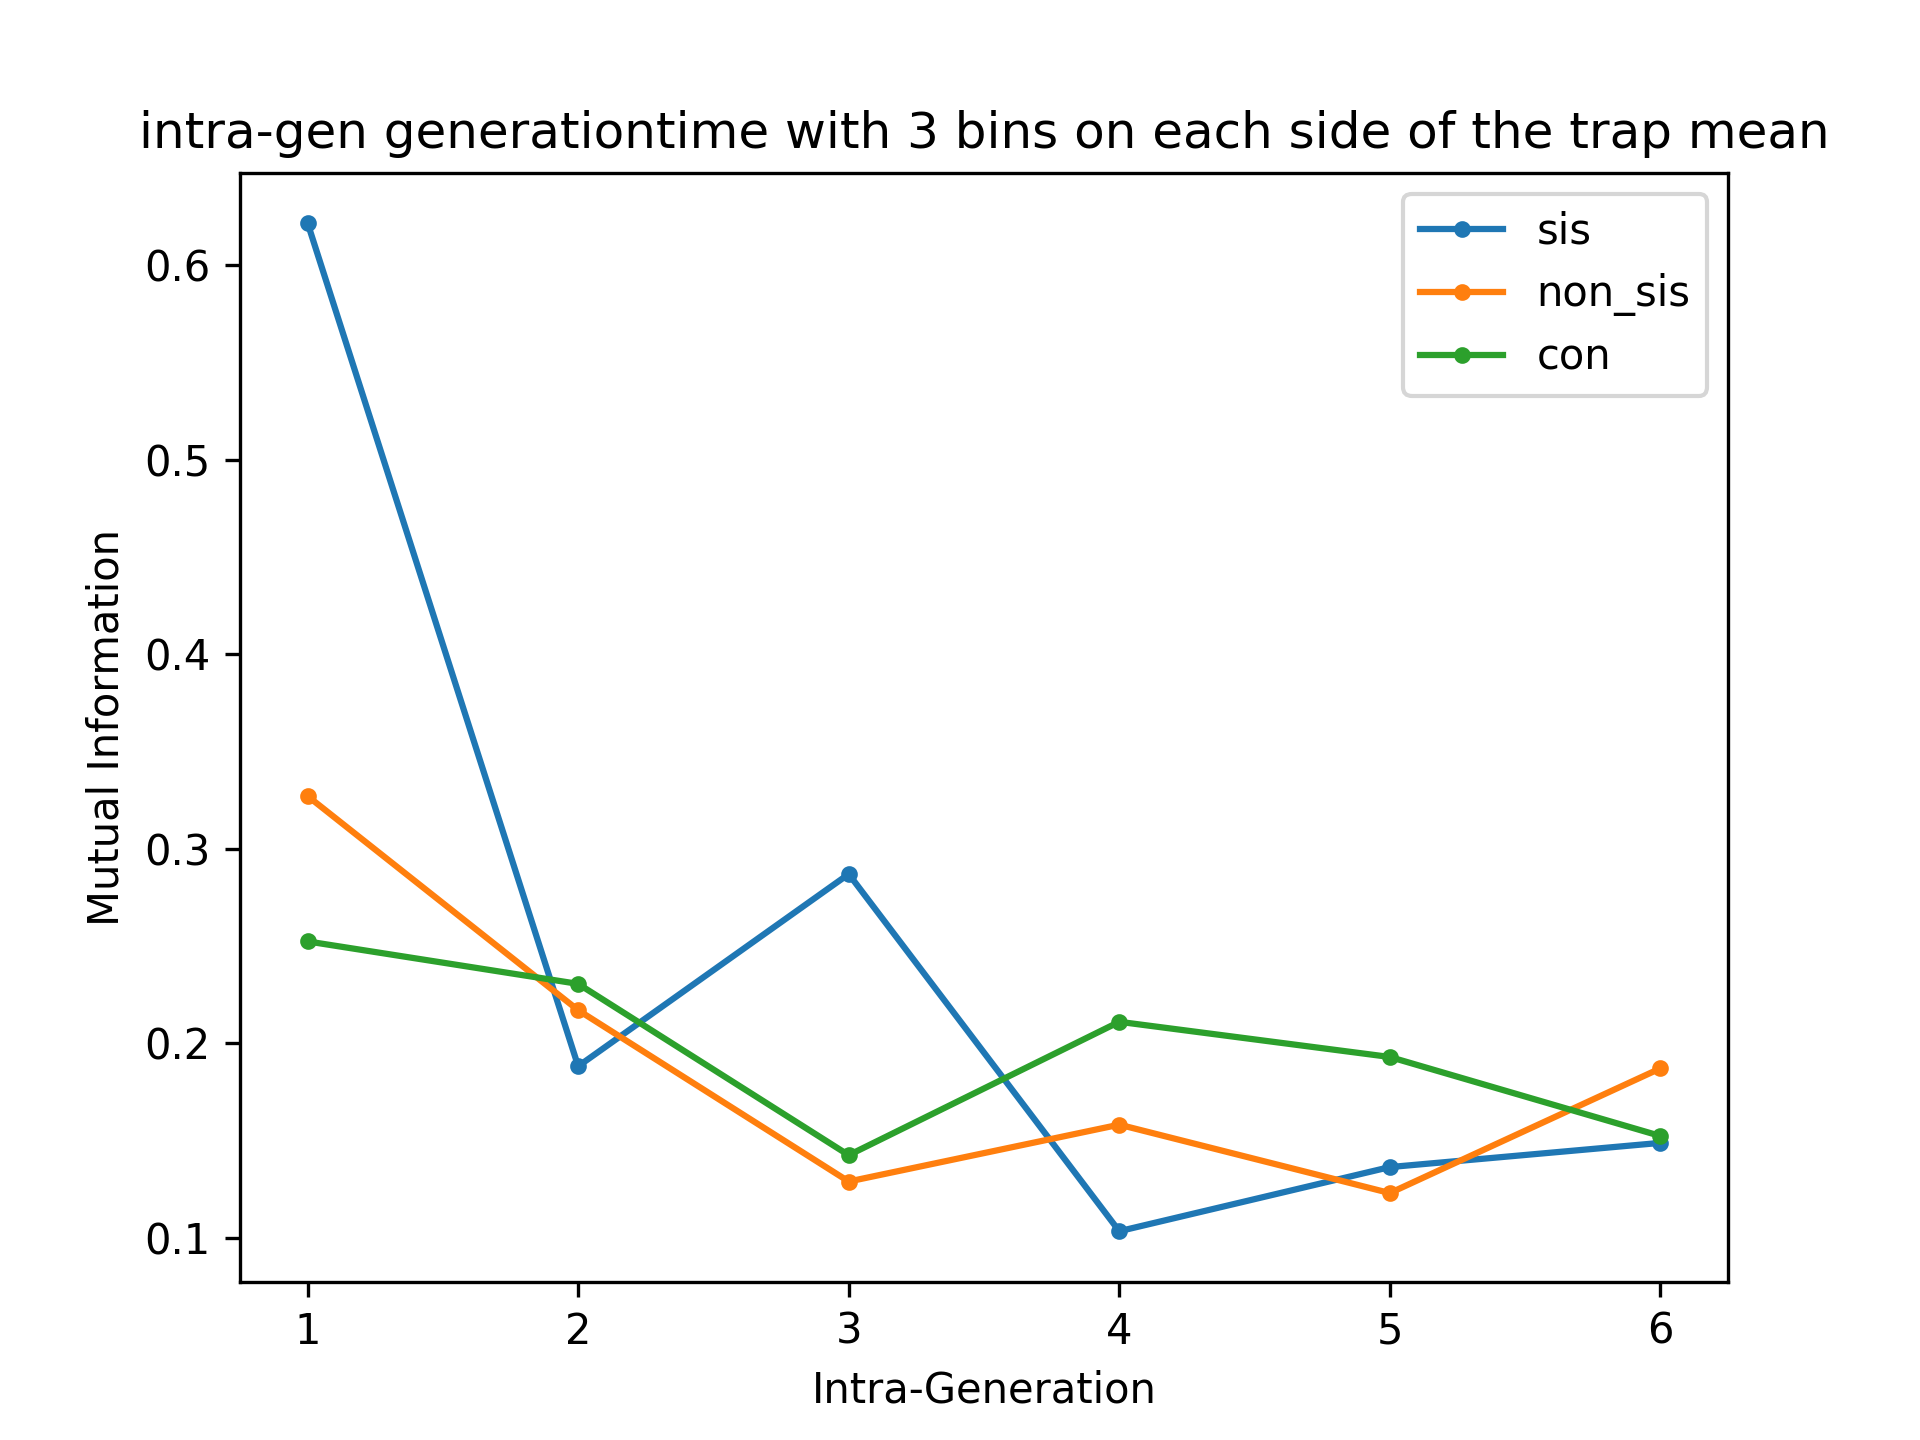 intra-gen generationtime with 3 bins on each side of the trap mean
sis
non_sis
con
0.6
0.5
0.4
0.3
0.2
0.1
Mutual Information
1 2 3 4 5 6
Intra-Generation